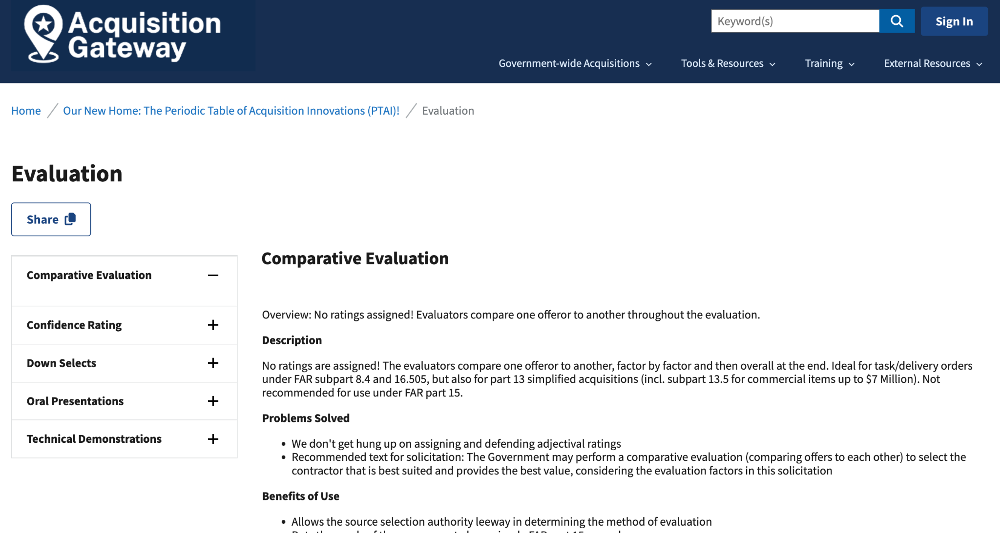 Acquisition
Gateway
Keyword(s)
Sign In
Government-wide Acquisitions
Tools & Resources
Training
External Resources
Home / Our New Home: The Periodic Table of Acquisition Innovations (PTAI)! / Evaluation
Evaluation
Share
Comparative Evaluation
Confidence Rating
Down Selects
Oral Presentations
Technical Demonstrations
Comparative Evaluation
Overview: No ratings assigned! Evaluators compare one offeror to another throughout the evaluation.
Description
No ratings are assigned! The evaluators compare one offeror to another, factor by factor and then overall at the end. Ideal for task/delivery orders
under FAR subpart 8.4 and 16.505, but also for part 13 simplified acquisitions (incl. subpart 13.5 for commercial items up to $7 Million). Not
recommended for use under FAR part 15.
Problems Solved
• We don't get hung up on assigning and defending adjectival ratings
• Recommended text for solicitation: The Government may perform a comparative evaluation (comparing offers to each other) to select the
contractor that is best suited and provides the best value, considering the evaluation factors in this solicitation
Benefits of Use
• Allows the source selection authority leeway in determining the method of evaluation